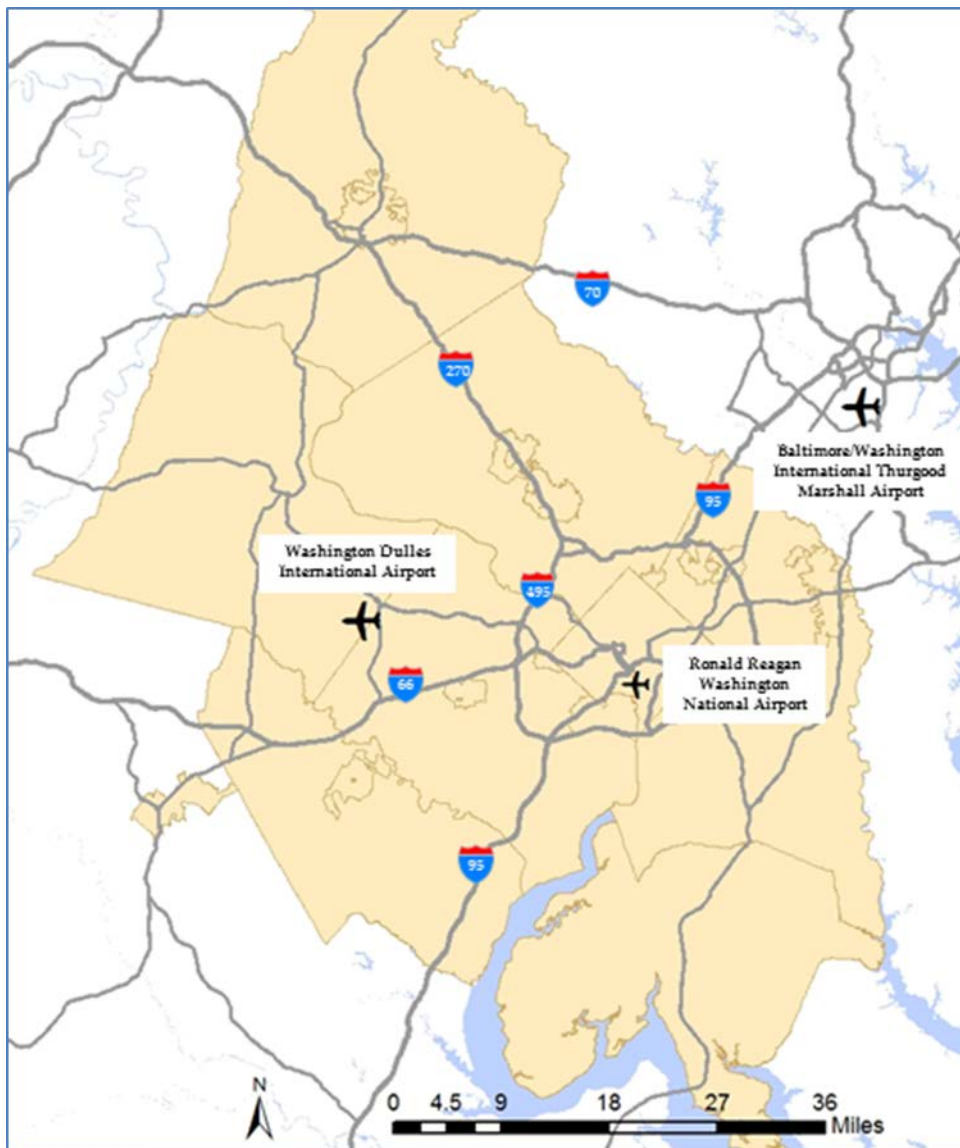 70
270
Baltimore/Washington
International Thurgood
Marshall Airport
95
Washington Dulles
International Airport
495
Ronald Reagan
Washington
National Airport
66
95
N
0 4.5 9 18 27 36
Miles